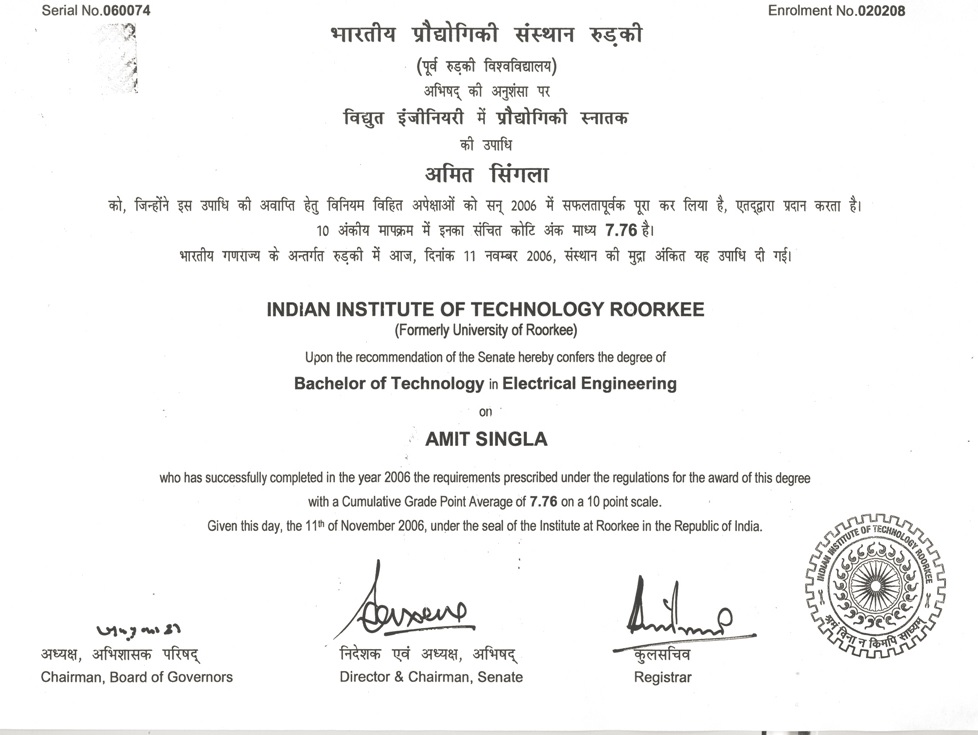 Serial No.060074
Enrolment No.020208
भारतीय प्रौद्योगिकी संस्थान रुड़की
(पूर्व रुड़की विश्वविद्यालय)
अभिषद् की अनुशंसा पर
विद्युत इंजीनियरी में प्रौद्योगिकी स्नातक
की उपाधि
अमित सिंगला
को, जिन्होंने इस उपाधि की अवाप्ति हेतु विनियम विहित अपेक्षाओं को सन् 2006 में सफलतापूर्वक पूरा कर लिया है, एतद्द्वारा प्रदान करता है।
10 अंकीय मापक्रम में इनका संचित कोटि अंक माध्य 7.76 है।
भारतीय गणराज्य के अन्तर्गत रुड़की में आज, दिनांक 11 नवम्बर 2006, संस्थान की मुद्रा अंकित यह उपाधि दी गई।
INDIAN INSTITUTE OF TECHNOLOGY ROORKEE
(Formerly University of Roorkee)
Upon the recommendation of the Senate hereby confers the degree of
Bachelor of Technology in Electrical Engineering
on
AMIT SINGLA
who has successfully completed in the year 2006 the requirements prescribed under the regulations for the award of this degree
with a Cumulative Grade Point Average of 7.76 on a 10 point scale.
Given this day, the 11th of November 2006, under the seal of the Institute at Roorkee in the Republic of India.
INDIAN INSTITUTE OF TECHNOLOGY ROORKEE
श्रमं विना न किमपि साध्यम्
अध्यक्ष, अभिशासक परिषद्
Chairman, Board of Governors
निदेशक एवं अध्यक्ष, अभिषद्
Director & Chairman, Senate
कुलसचिव
Registrar